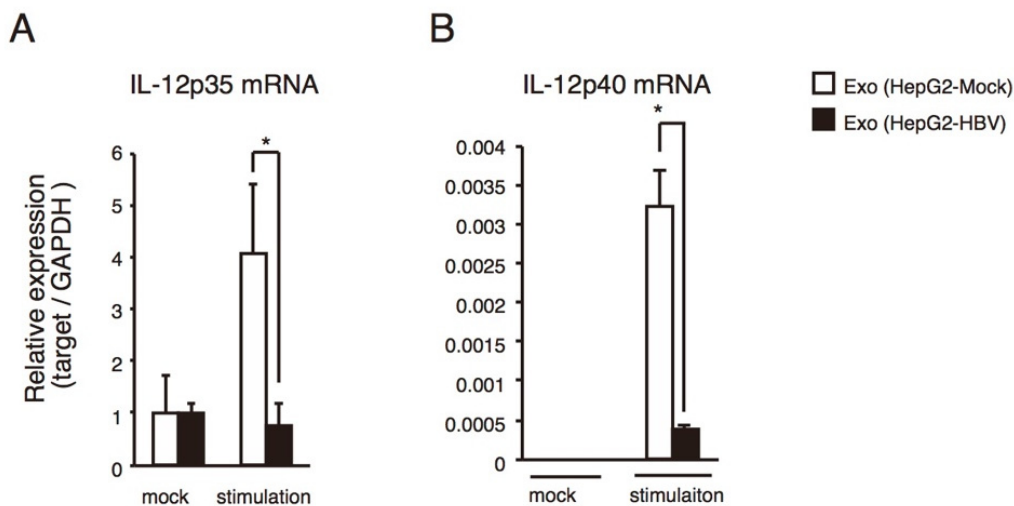 A
B
IL-12p35 mRNA
IL-12p40 mRNA
Exo (HepG2-Mock)
Exo (HepG2-HBV)
Relative expression
(target / GAPDH )
6
5
4
3
2
1
0
*
mock
stimulation
0.004
0.0035
0.003
0.0025
0.002
0.0015
0.001
0.0005
0
*
mock
stimulaiton